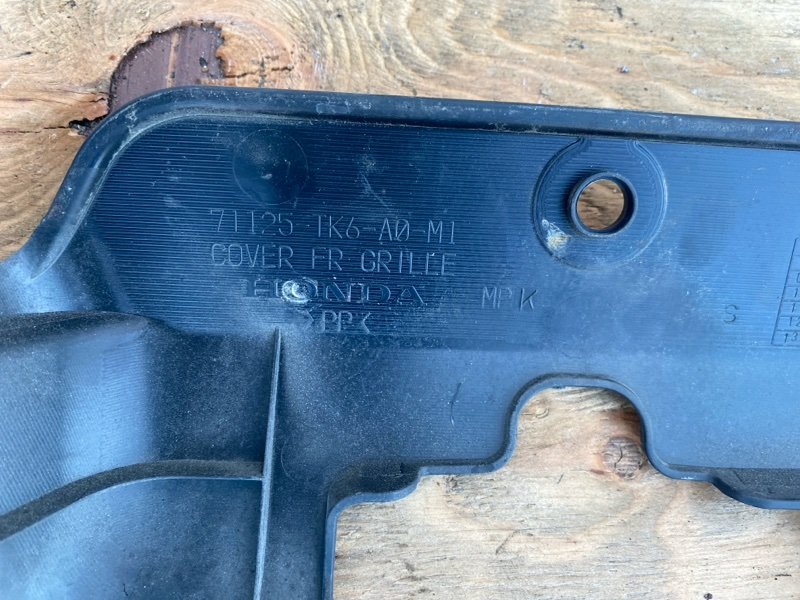 71125-TK6-A0-M1
COVER FR GRILLE
HONDA MPK
>PP<
S